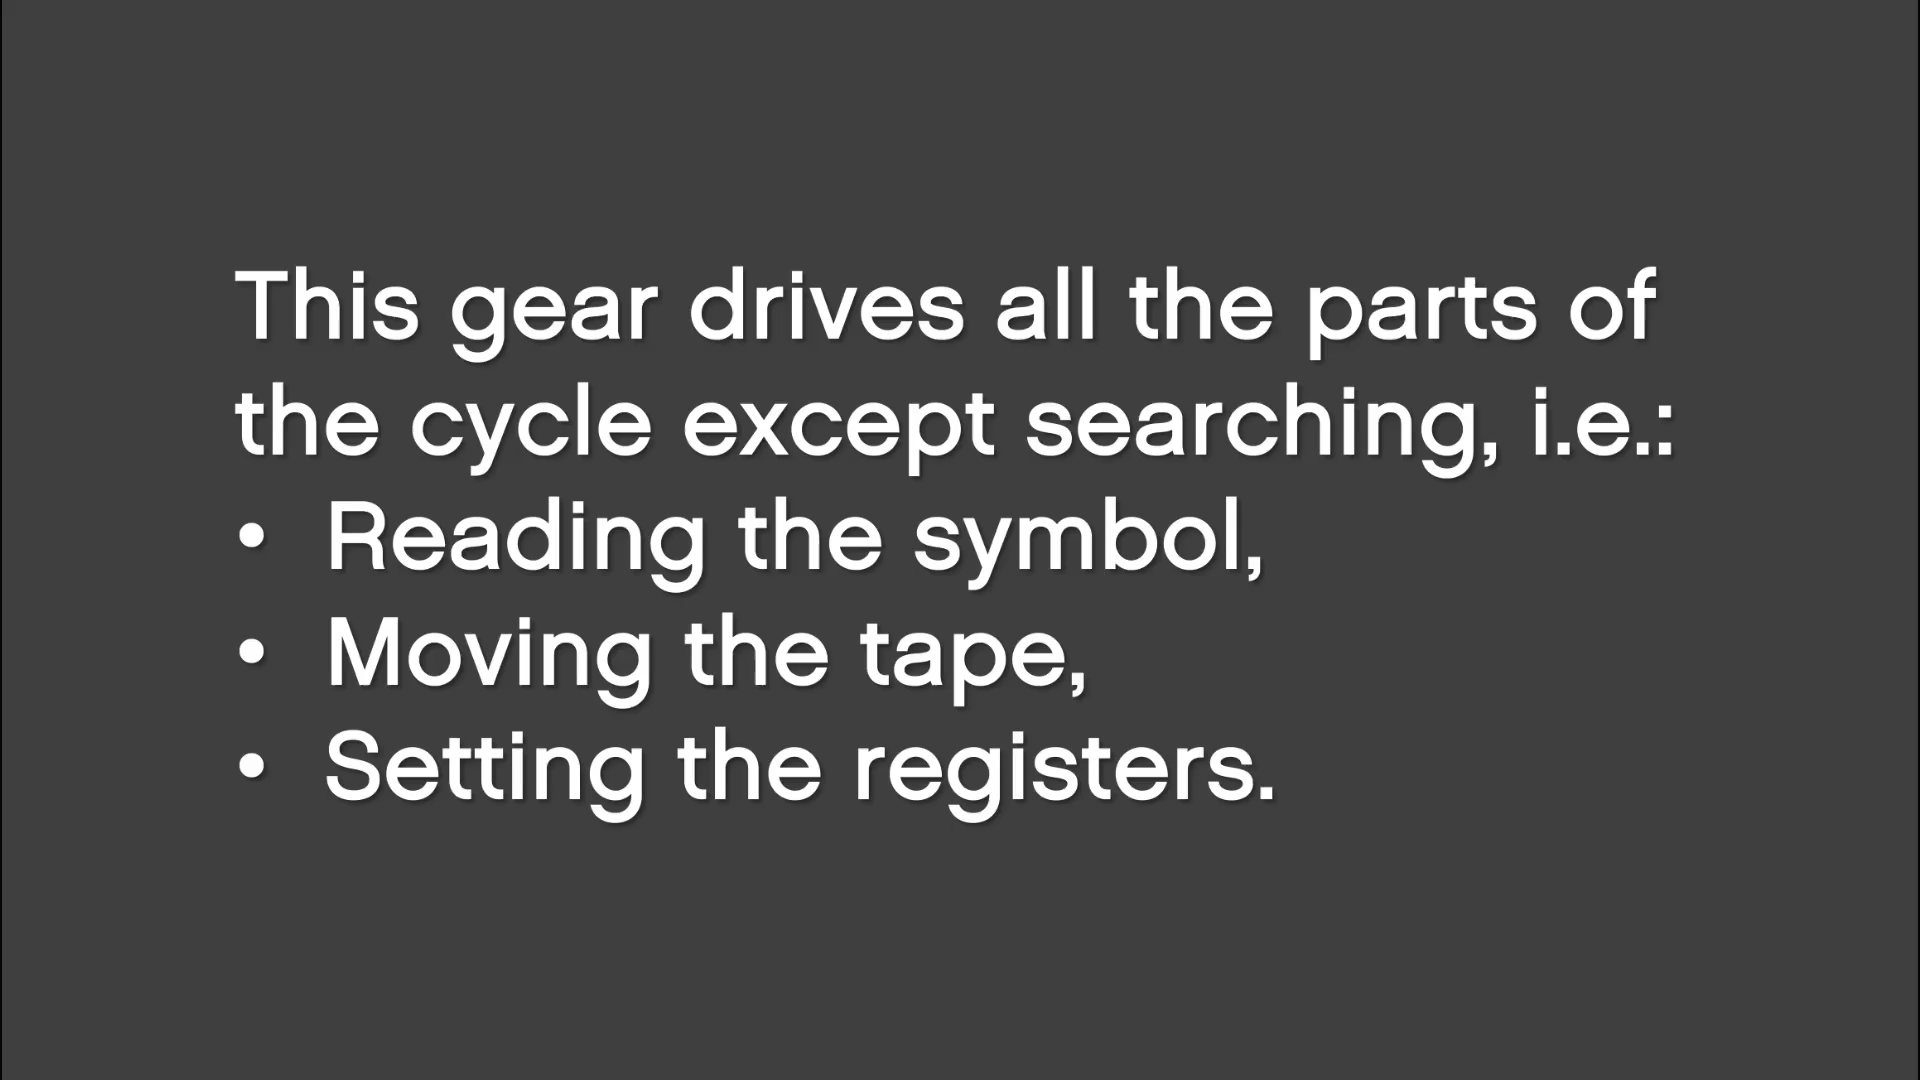 This gear drives all the parts of
the cycle except searching, i.e.:
• Reading the symbol,
• Moving the tape,
• Setting the registers.